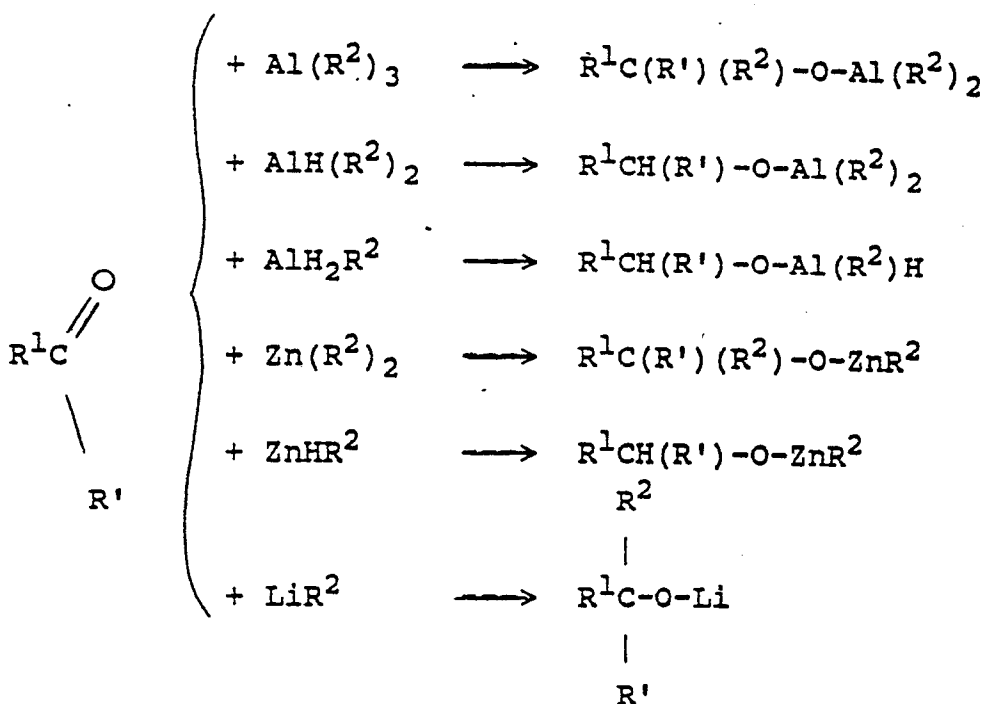 + Al(R²)₃ ⟶ R¹C(R')(R²)-O-Al(R²)₂
+ AlH(R²)₂ ⟶ R¹CH(R')-O-Al(R²)₂
+ AlH₂R² ⟶ R¹CH(R')-O-Al(R²)H
O
R¹C
+ Zn(R²)₂ ⟶ R¹C(R')(R²)-O-ZnR²
+ ZnHR² ⟶ R¹CH(R')-O-ZnR²
R'
R²
+ LiR² ⟶ R¹C-O-Li
R'